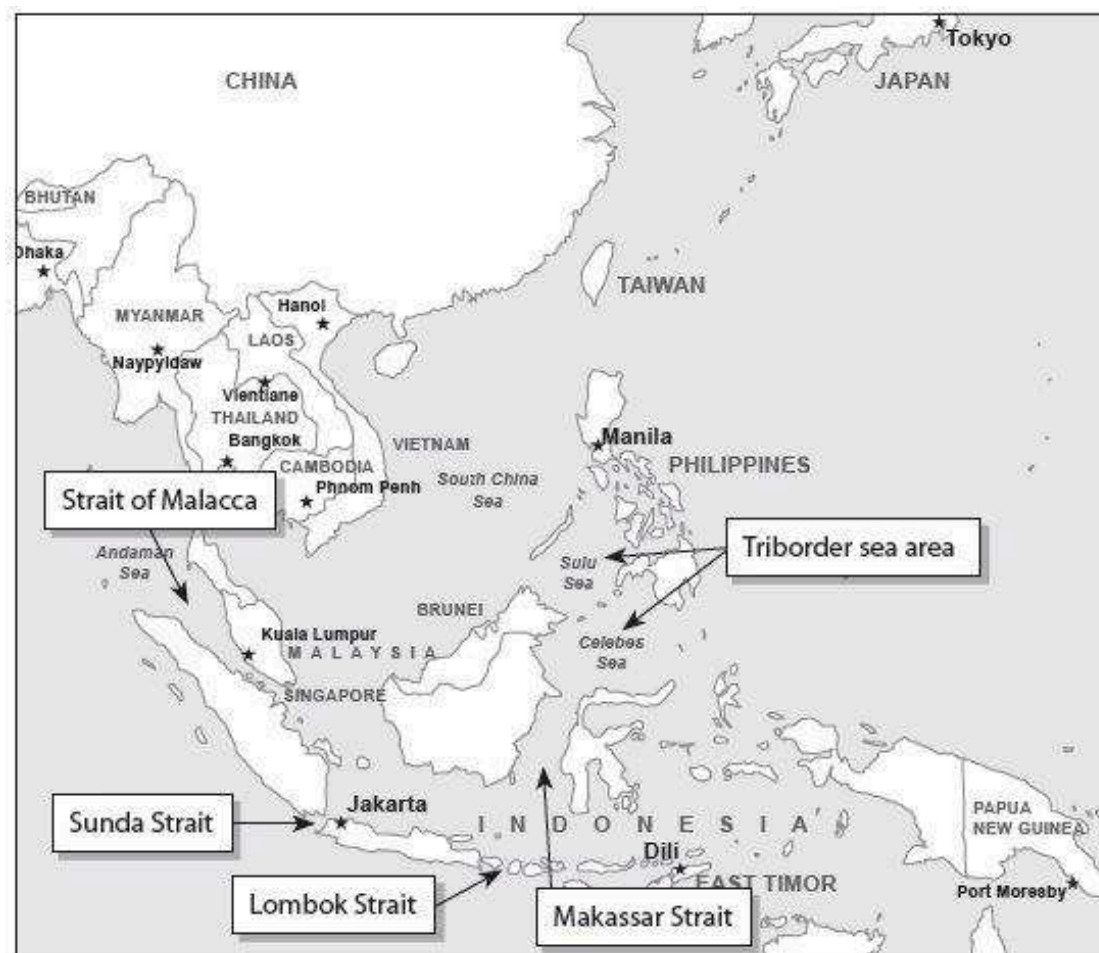 Tokyo
CHINA
JAPAN
BHUTAN
Dhaka
TAIWAN
Hanoi
MYANMAR
LAOS
Naypyidaw
Vientiane
THAILAND
Bangkok
VIETNAM
Manila
CAMBODIA
PHILIPPINES
South China
Sea
Phnom Penh
Strait of Malacca
Triborder sea area
Andaman
Sea
Sulu
Sea
BRUNEI
Kuala Lumpur
MALAYSIA
Celebes
Sea
SINGAPORE
Jakarta
Sunda Strait
INDONESIA
PAPUA
NEW GUINEA
Dili
EAST TIMOR
Port Moresby
Lombok Strait
Makassar Strait